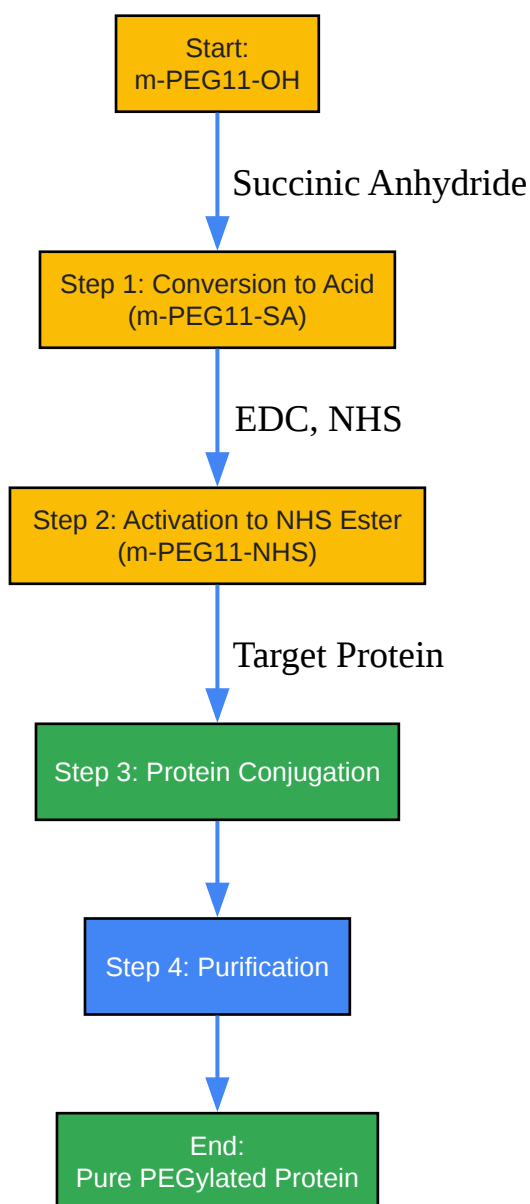 Start:
m-PEG11-OH
Succinic Anhydride
Step 1: Conversion to Acid
(m-PEG11-SA)
EDC, NHS
Step 2: Activation to NHS Ester
(m-PEG11-NHS)
Target Protein
Step 3: Protein Conjugation
Step 4: Purification
End:
Pure PEGylated Protein